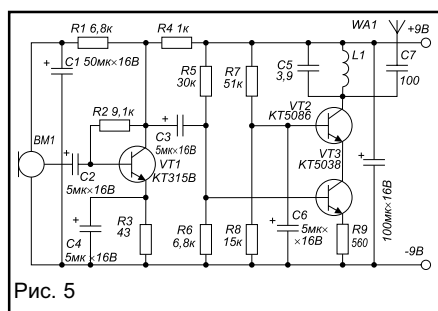 R1 6,8к
R4 1к
WA1
+9В
C1 50мк×16В
R5
30к
R7
51к
C5
3,9
L1
C7
100
R2 9,1к
C3
5мк×16В
VT2
КТ5086
BM1
VT1
КТ315В
VT3
КТ5038
C2
5мк×16В
100мк×16В
R3
43
R6
6,8к
R8
15к
C6
5мк×
×16В
R9
560
C4
5мк ×16В
-9В
Рис. 5